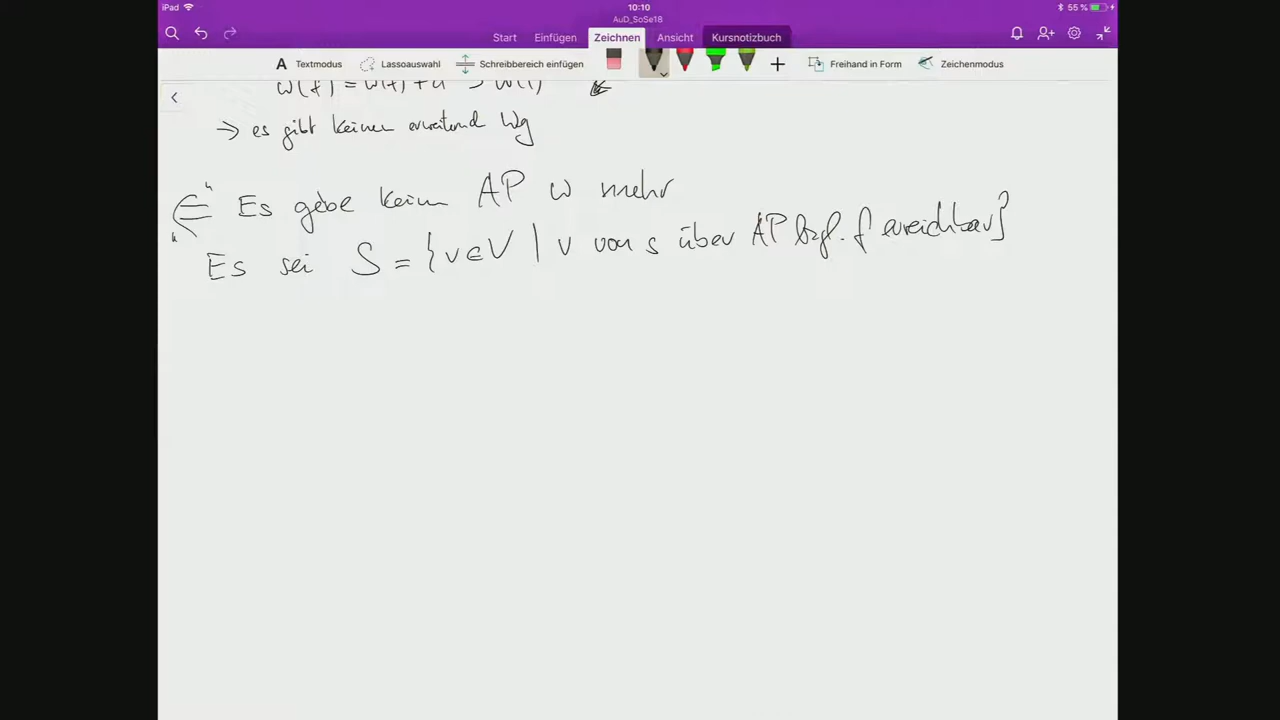 iPad 10:10 55 %
AuD_SoSe18
Start Einfügen Zeichnen Ansicht Kursnotizbuch
A Textmodus Lassoauswahl Schreibbereich einfügen Freihand in Form Zeichenmodus
→ es gibt keinen erweiternd Weg
"⇐" Es gebe keinen AP w mehr
Es sei S = {v∈V | v von s über AP bzgl. f erreichbar}